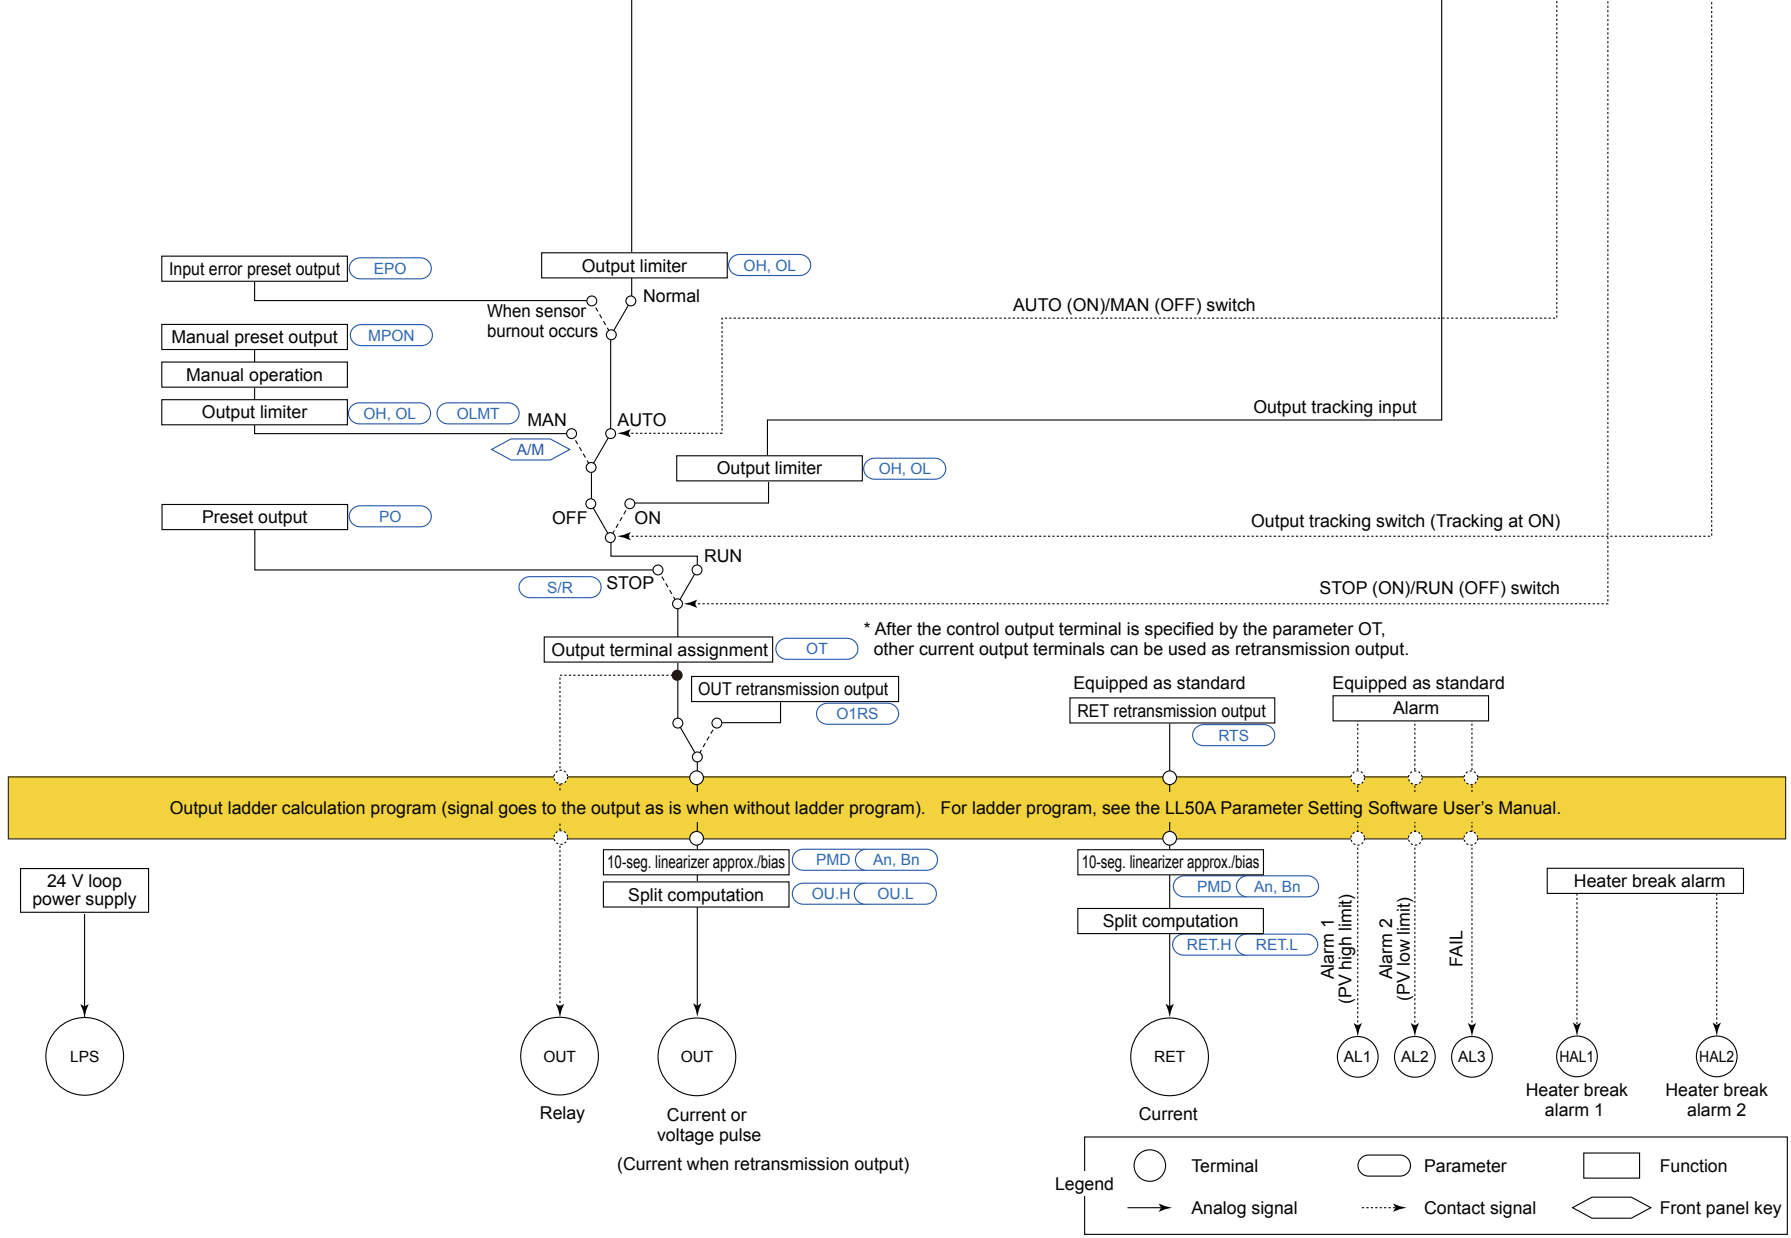 Input error preset output
EPO
Output limiter
OH, OL
Normal
When sensor
burnout occurs
AUTO (ON)/MAN (OFF) switch
Manual preset output
MPON
Manual operation
Output limiter
OH, OL
OLMT
MAN
AUTO
A/M
Output tracking input
Output limiter
OH, OL
OFF
ON
Preset output
PO
Output tracking switch (Tracking at ON)
RUN
STOP
S/R
STOP (ON)/RUN (OFF) switch
Output terminal assignment
OT
* After the control output terminal is specified by the parameter OT,
other current output terminals can be used as retransmission output.
OUT retransmission output
O1RS
Equipped as standard
RET retransmission output
RTS
Equipped as standard
Alarm
Output ladder calculation program (signal goes to the output as is when without ladder program). For ladder program, see the LL50A Parameter Setting Software User's Manual.
24 V loop
power supply
10-seg. linearizer approx./bias
PMD
An, Bn
Split computation
OU.H
OU.L
10-seg. linearizer approx./bias
PMD
An, Bn
Split computation
RET.H
RET.L
Alarm 1
(PV high limit)
Alarm 2
(PV low limit)
FAIL
Heater break alarm
LPS
OUT
OUT
RET
AL1
AL2
AL3
HAL1
HAL2
Relay
Current or
voltage pulse
(Current when retransmission output)
Current
Heater break
alarm 1
Heater break
alarm 2
Legend
Terminal
Parameter
Function
Analog signal
Contact signal
Front panel key